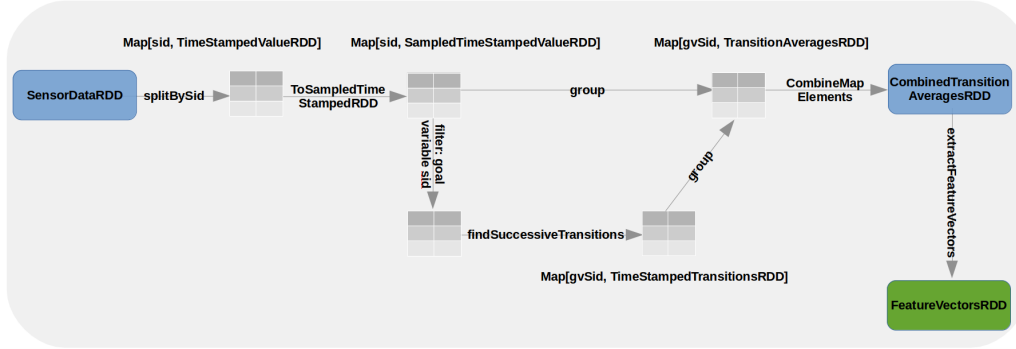 Map[sid, TimeStampedValueRDD]
Map[sid, SampledTimeStampedValueRDD]
Map[gvSid, TransitionAveragesRDD]
SensorDataRDD
splitBySid
ToSampledTime
StampedRDD
group
CombineMap
Elements
CombinedTransition
AveragesRDD
filter: goal
variable sid
group
extractFeatureVectors
findSuccessiveTransitions
Map[gvSid, TimeStampedTransitionsRDD]
FeatureVectorsRDD